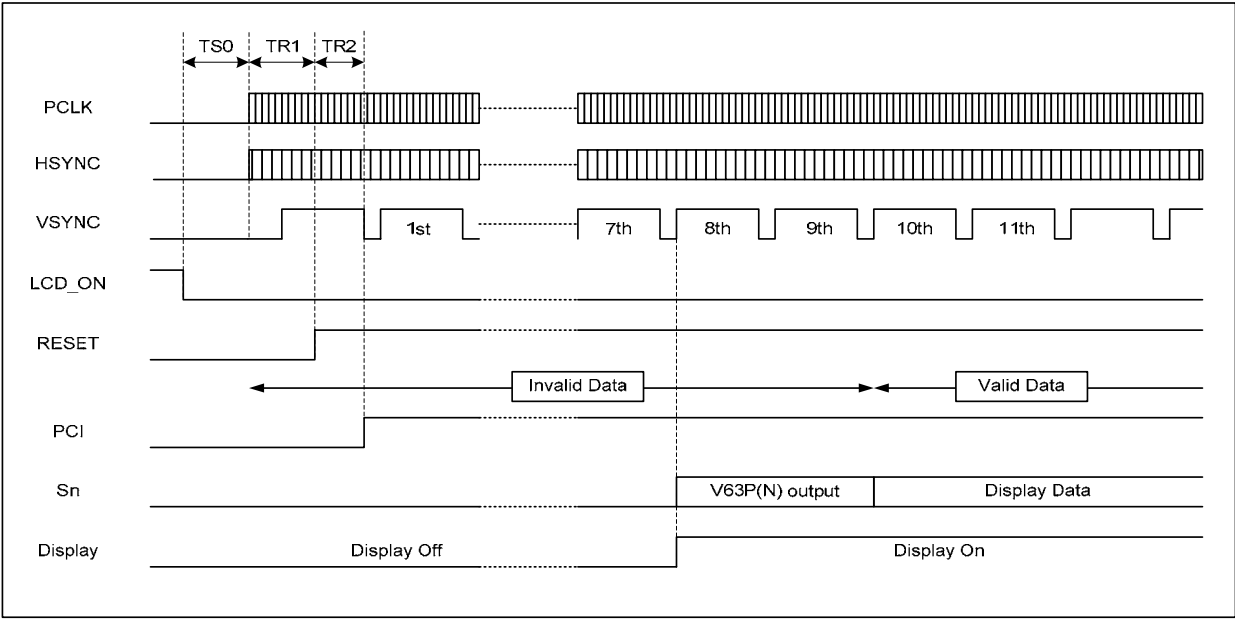 TS0 TR1 TR2
PCLK
HSYNC
VSYNC 1st 7th 8th 9th 10th 11th
LCD_ON
RESET
Invalid Data Valid Data
PCI
Sn V63P(N) output Display Data
Display Display Off Display On